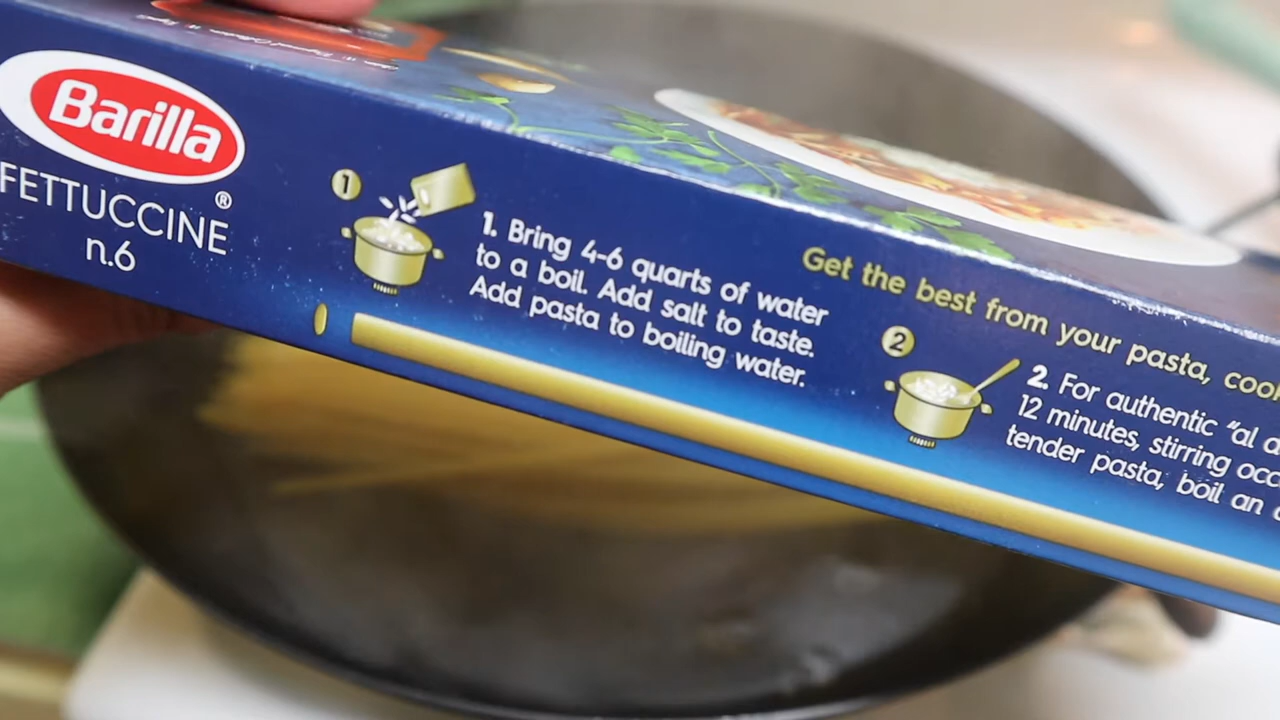 Barilla
®
FETTUCCINE
n.6
1
1. Bring 4-6 quarts of water
to a boil. Add salt to taste.
Add pasta to boiling water.
Get the best from your pasta,
2
2. For authentic "al
12 minutes, stirring
tender pasta, boil an